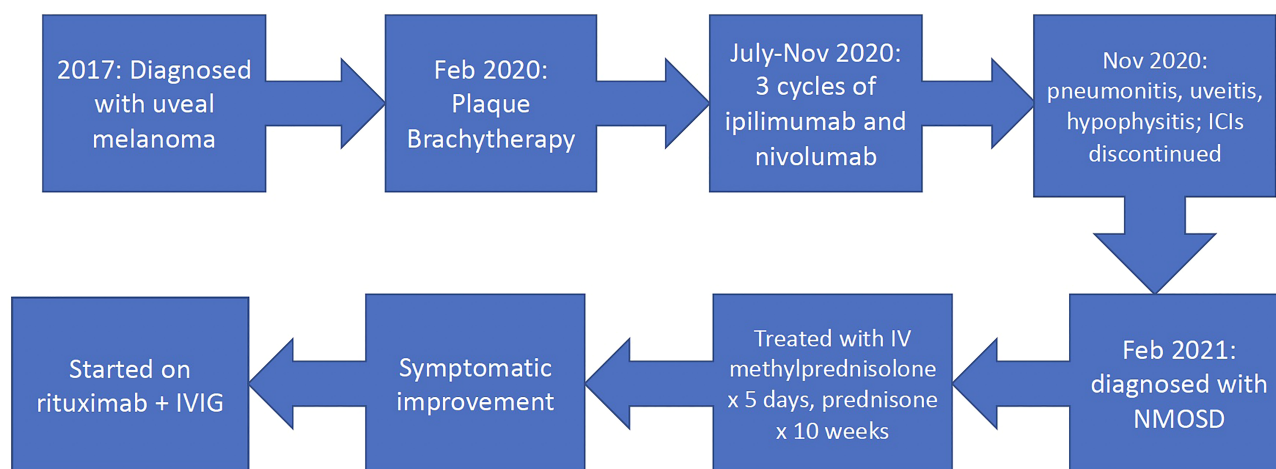 2017: Diagnosed
with uveal
melanoma
Feb 2020:
Plaque
Brachytherapy
July-Nov 2020:
3 cycles of
ipilimumab and
nivolumab
Nov 2020:
pneumonitis, uveitis,
hypophysitis; ICIs
discontinued
Feb 2021:
diagnosed with
NMOSD
Treated with IV
methylprednisolone
x 5 days, prednisone
x 10 weeks
Symptomatic
improvement
Started on
rituximab + IVIG